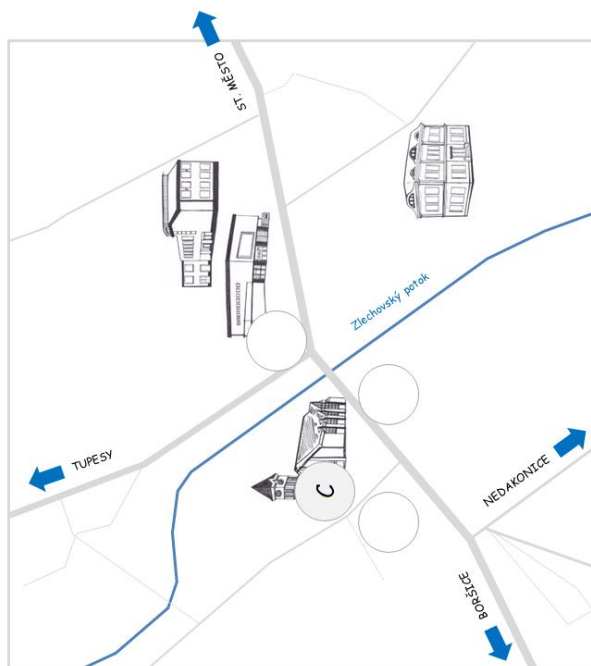 ST. MĚSTO
Zlechovský potok
TUPESY
C
NEDAKONICE
BORŠICE